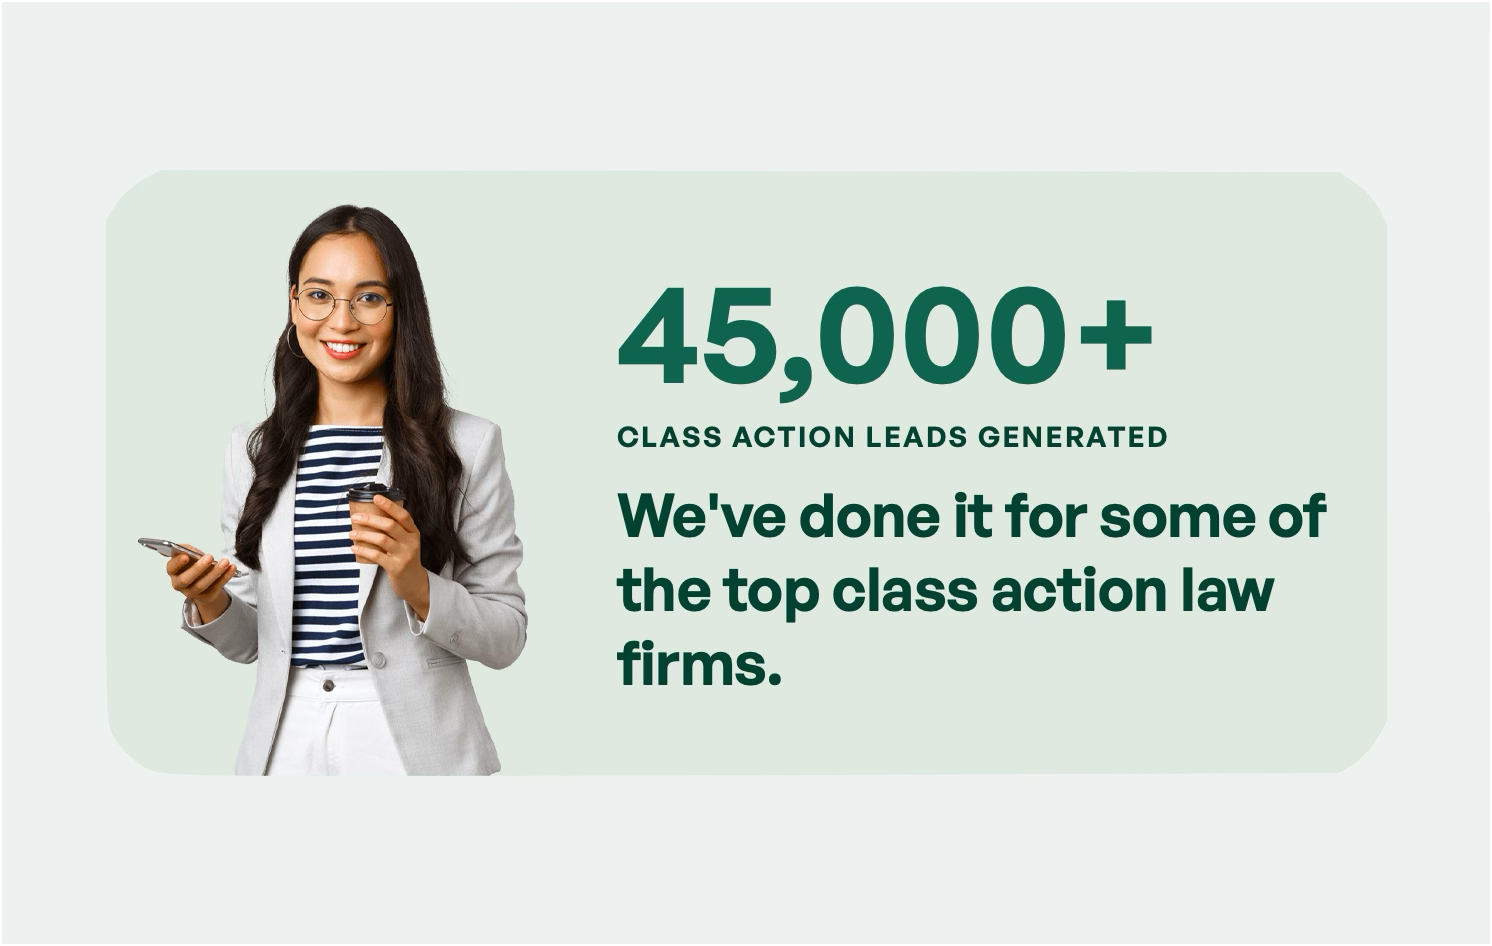 45,000+
CLASS ACTION LEADS GENERATED
We've done it for some of
the top class action law
firms.